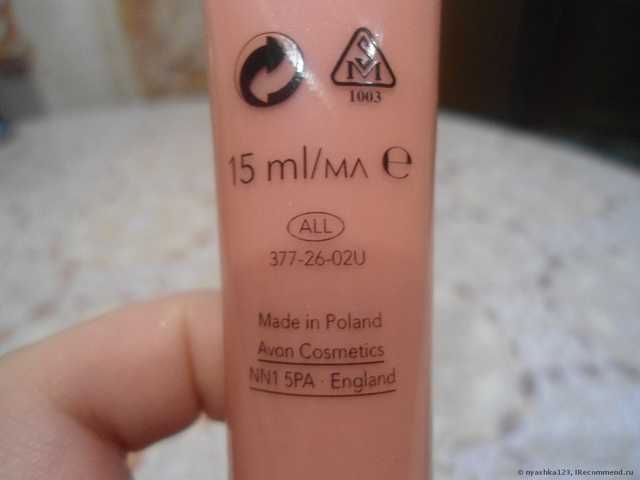 SM
1003
15 ml/МЛ ℮
ALL
377-26-02U
Made in Poland
Avon Cosmetics
NN1 5PA · England
© nyashka123, IRecommend.ru